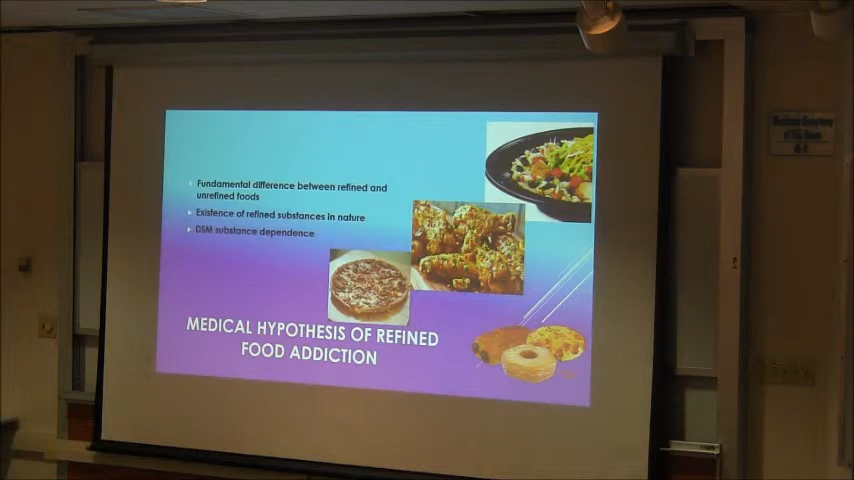 Fundamental difference between refined and
unrefined foods
Existence of refined substances in nature
DSM substance dependence
MEDICAL HYPOTHESIS OF REFINED
FOOD ADDICTION